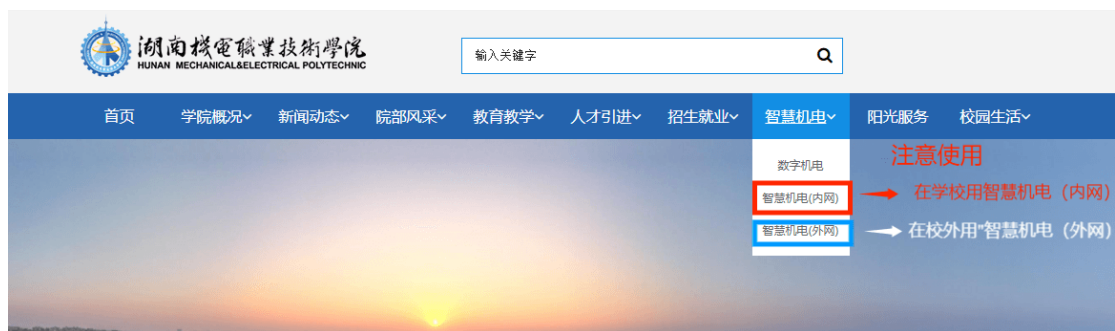 湖南機電職業技術學院
HUNAN MECHANICAL&ELECTRICAL POLYTECHNIC
输入关键字
首页 学院概况 新闻动态 院部风采 教育教学 人才引进 招生就业 智慧机电 阳光服务 校园生活
注意使用
数字机电
智慧机电(内网) 在学校用智慧机电（内网）
智慧机电(外网) 在校外用"智慧机电（外网）